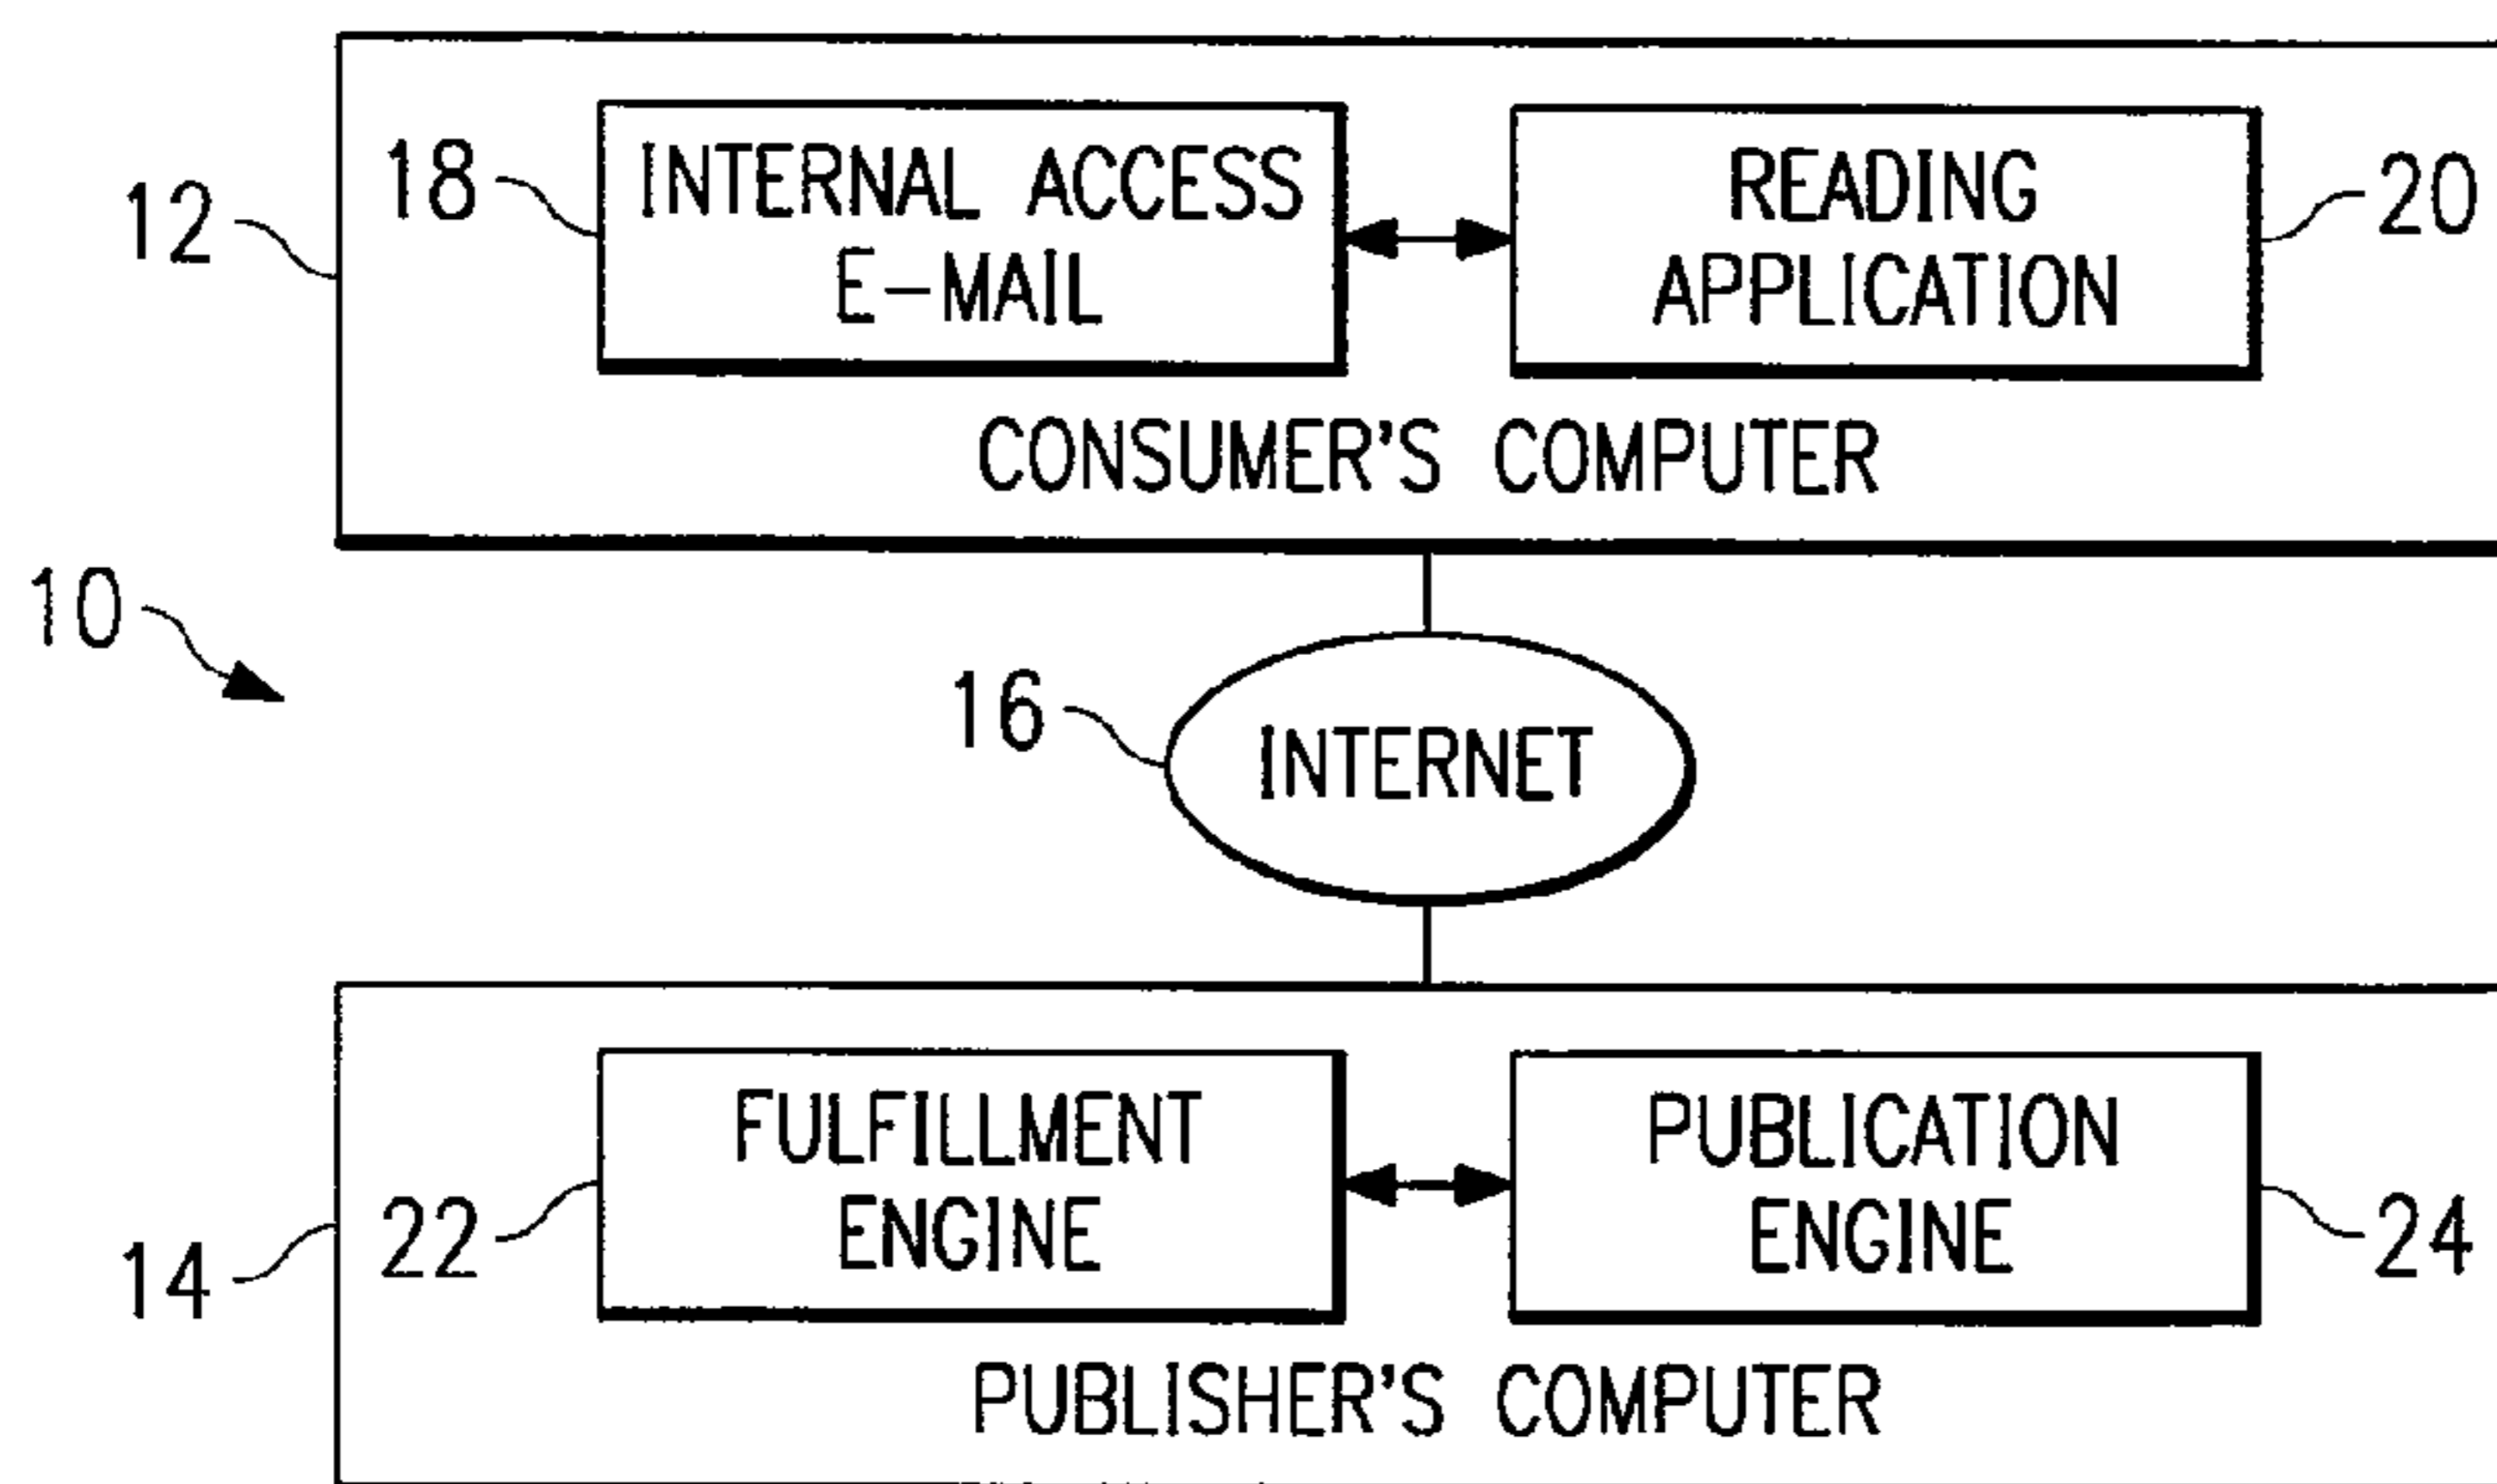 12
18
INTERNAL ACCESS
E-MAIL
READING
APPLICATION
20
CONSUMER'S COMPUTER
10
16
INTERNET
14
22
FULFILLMENT
ENGINE
PUBLICATION
ENGINE
24
PUBLISHER'S COMPUTER